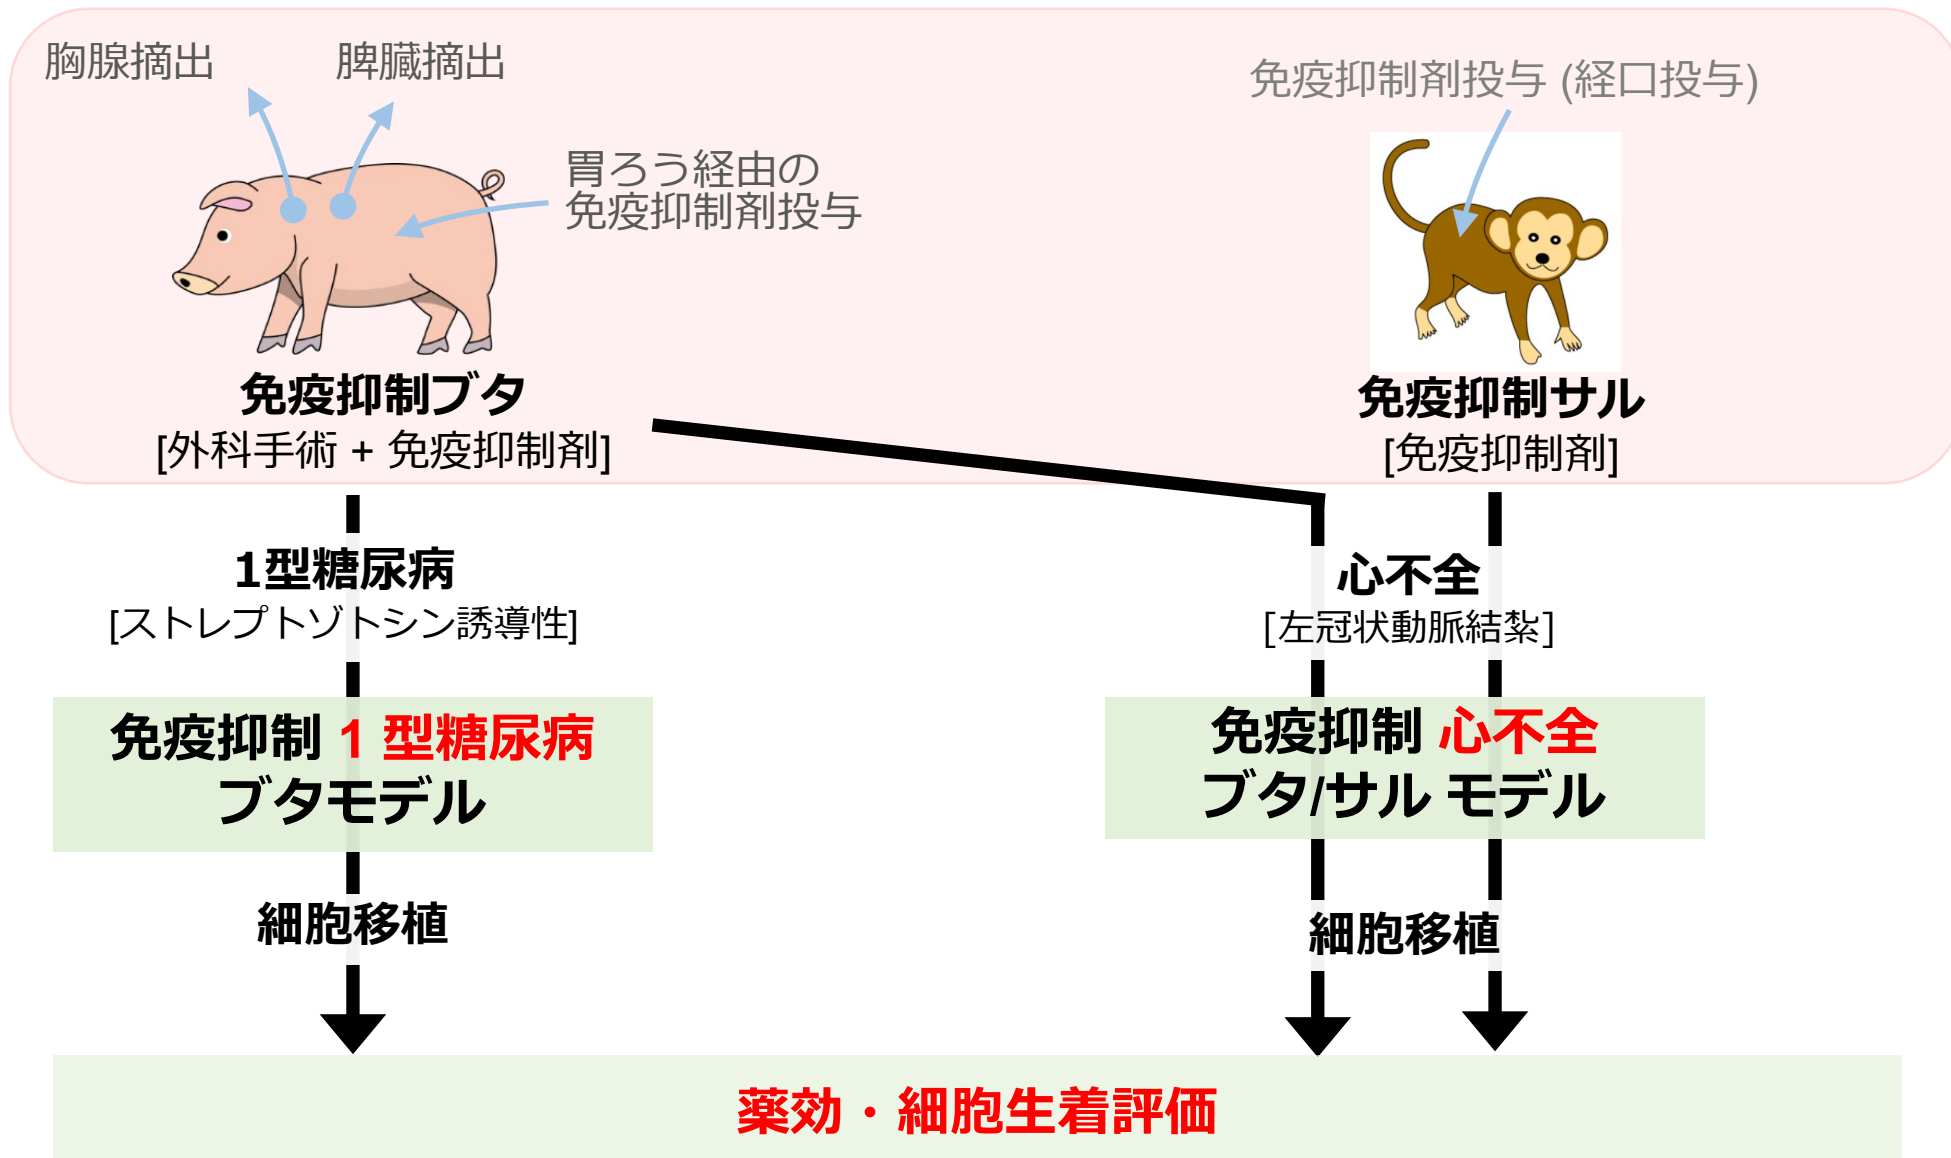 胸腺摘出
脾臓摘出
免疫抑制剤投与 (経口投与)
胃ろう経由の
免疫抑制剤投与
免疫抑制ブタ
[外科手術 + 免疫抑制剤]
免疫抑制サル
[免疫抑制剤]
1型糖尿病
[ストレプトゾトシン誘導性]
心不全
[左冠状動脈結紮]
免疫抑制 1 型糖尿病
ブタモデル
免疫抑制 心不全
ブタ/サル モデル
細胞移植
細胞移植
薬効・細胞生着評価